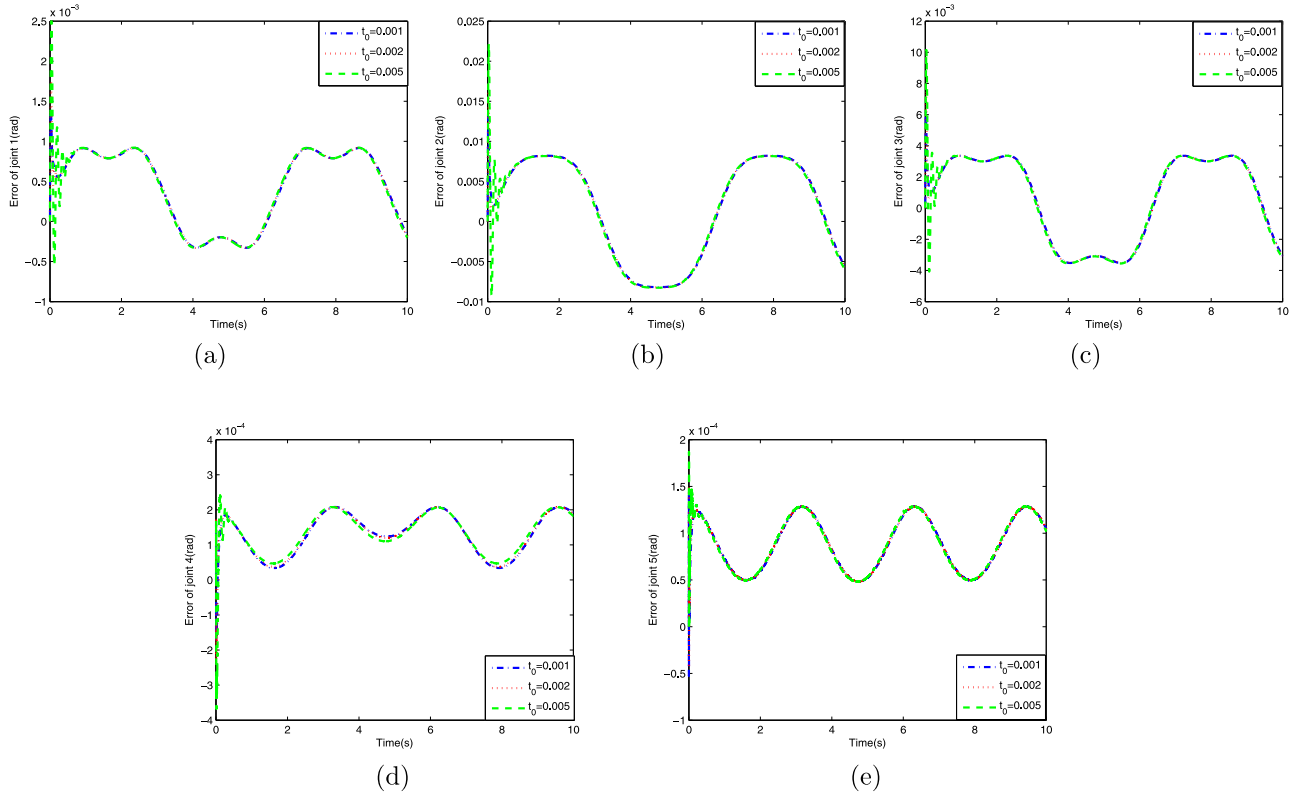 x 10⁻³
Error of joint 1(rad)
2.5
2
1.5
1
0.5
0
−0.5
−1
0 2 4 6 8 10
Time(s)
t₀=0.001
t₀=0.002
t₀=0.005
(a)
Error of joint 2(rad)
0.025
0.02
0.015
0.01
0.005
0
−0.005
−0.01
0 2 4 6 8 10
Time(s)
t₀=0.001
t₀=0.002
t₀=0.005
(b)
x 10⁻³
Error of joint 3(rad)
12
10
8
6
4
2
0
−2
−4
−6
0 2 4 6 8 10
Time(s)
t₀=0.001
t₀=0.002
t₀=0.005
(c)
x 10⁻⁴
Error of joint 4(rad)
4
3
2
1
0
−1
−2
−3
−4
0 2 4 6 8 10
Time(s)
t₀=0.001
t₀=0.002
t₀=0.005
(d)
x 10⁻⁴
Error of joint 5(rad)
2
1.5
1
0.5
0
−0.5
−1
0 2 4 6 8 10
Time(s)
t₀=0.001
t₀=0.002
t₀=0.005
(e)